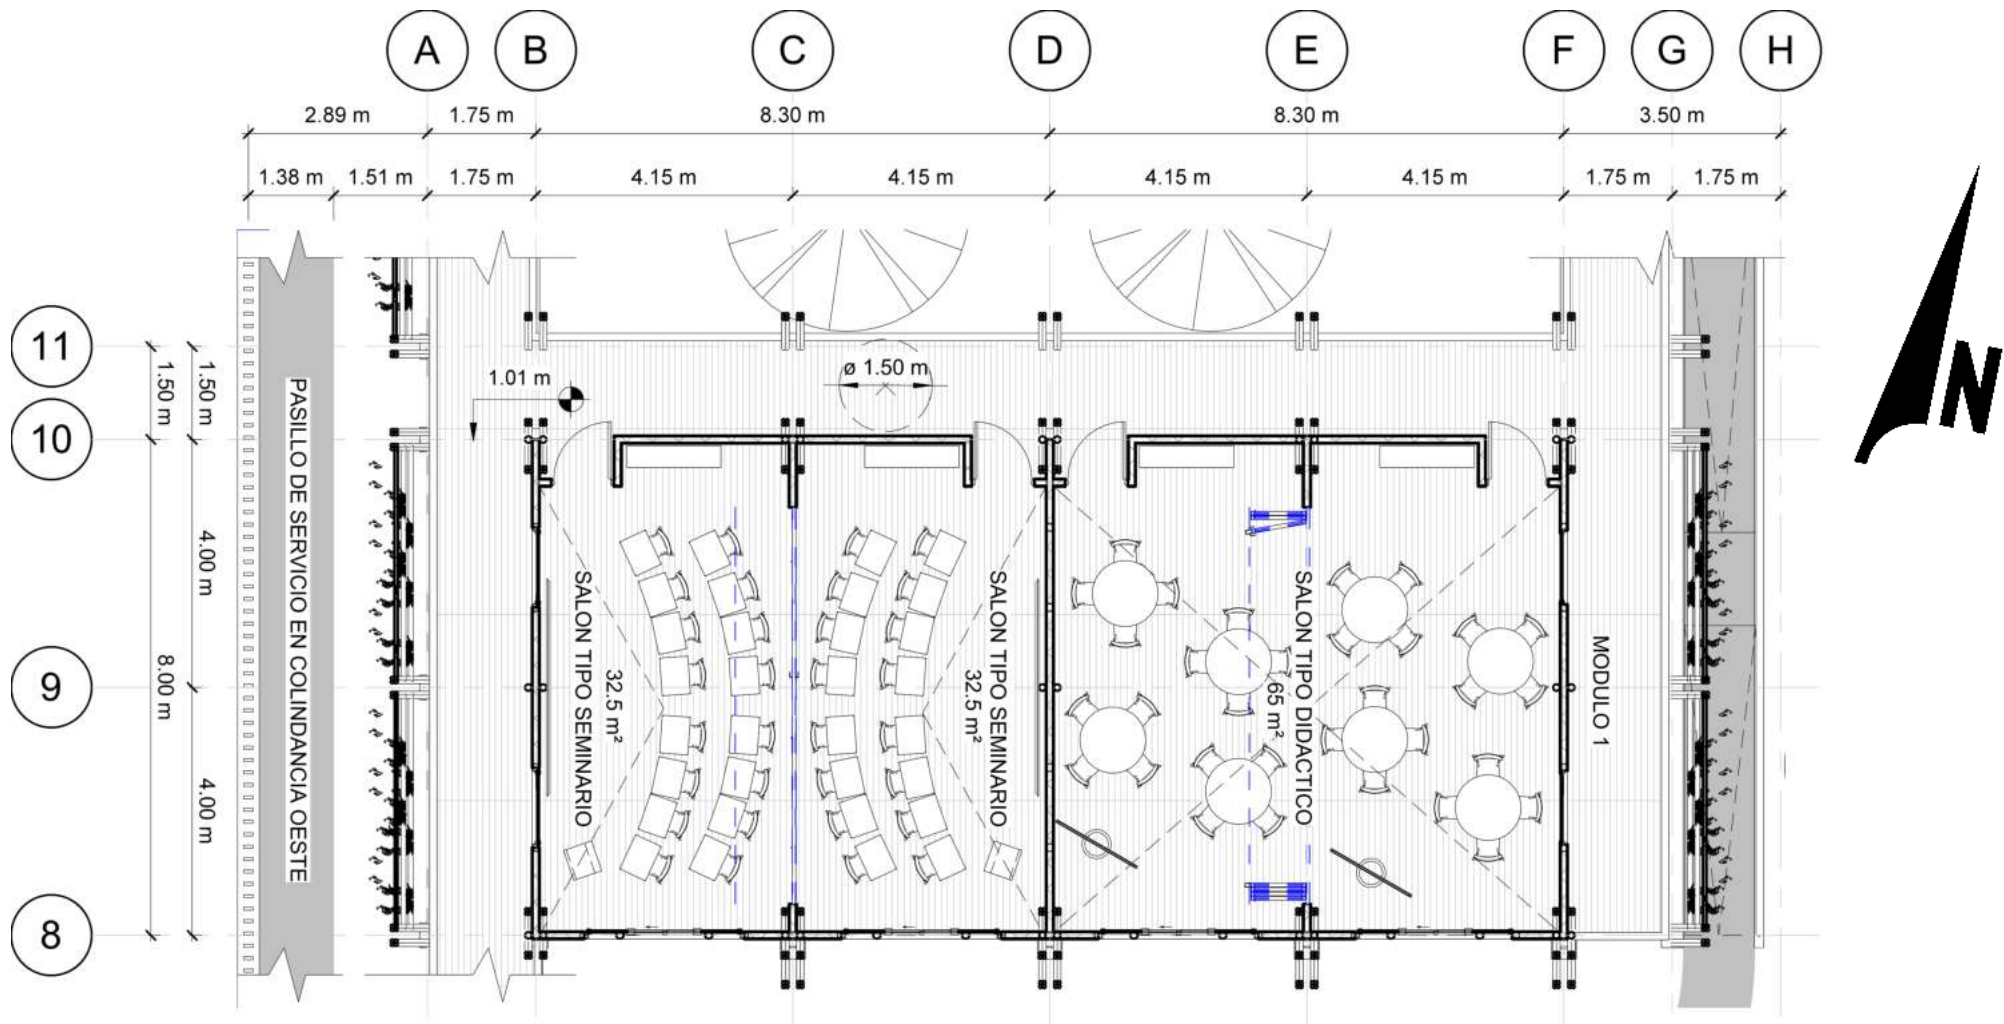 A B C D E F G H
2.89 m 1.75 m 8.30 m 8.30 m 3.50 m
1.38 m 1.51 m 1.75 m 4.15 m 4.15 m 4.15 m 4.15 m 1.75 m 1.75 m
N
11
10
9
8
1.50 m
1.50 m
4.00 m
8.00 m
4.00 m
PASILLO DE SERVICIO EN COLINDANCIA OESTE
1.01 m
ø 1.50 m
SALON TIPO SEMINARIO
32.5 m²
SALON TIPO SEMINARIO
32.5 m²
SALON TIPO DIDACTICO
65 m²
MODULO 1